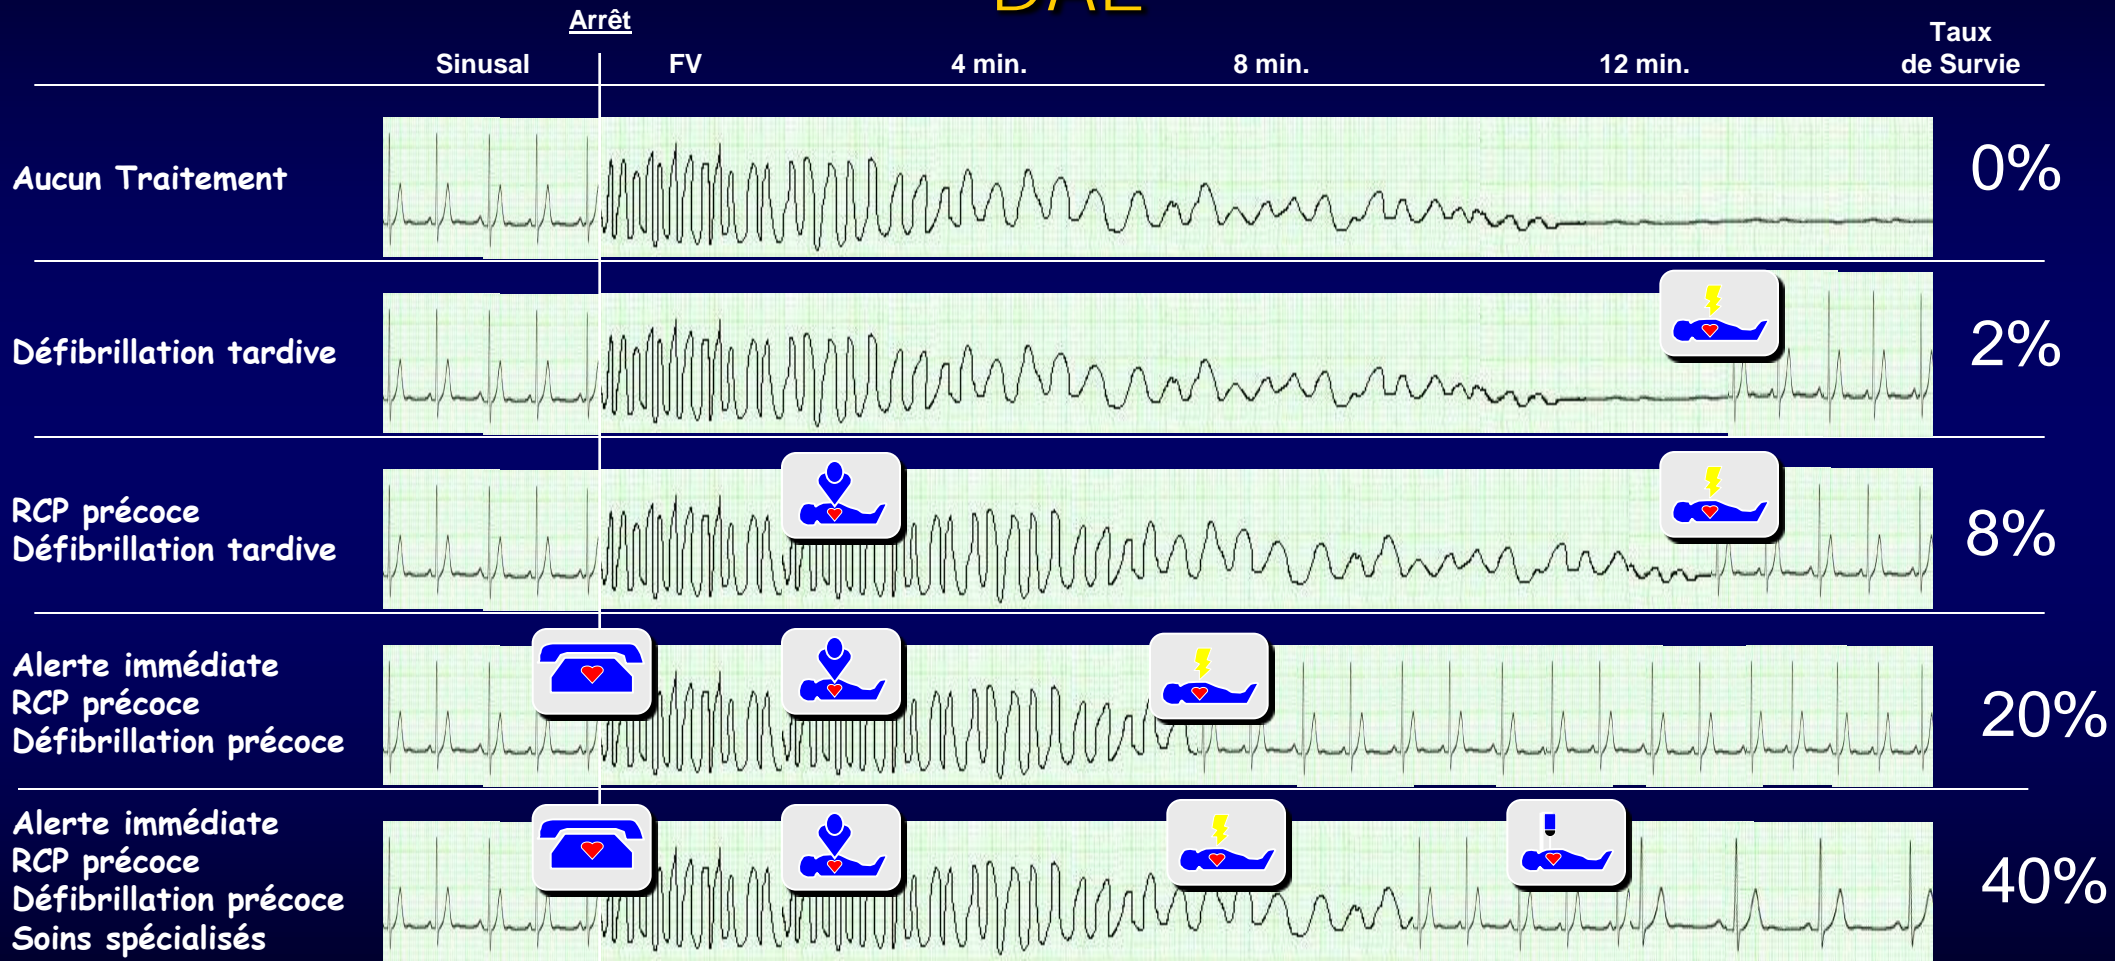 DAE
Arrêt
Taux
Sinusal FV 4 min. 8 min. 12 min. de Survie
Aucun Traitement 0%
Défibrillation tardive 2%
RCP précoce
Défibrillation tardive
8%
Alerte immédiate
RCP précoce
Défibrillation précoce
20%
Alerte immédiate
RCP précoce
Défibrillation précoce
Soins spécialisés
40%